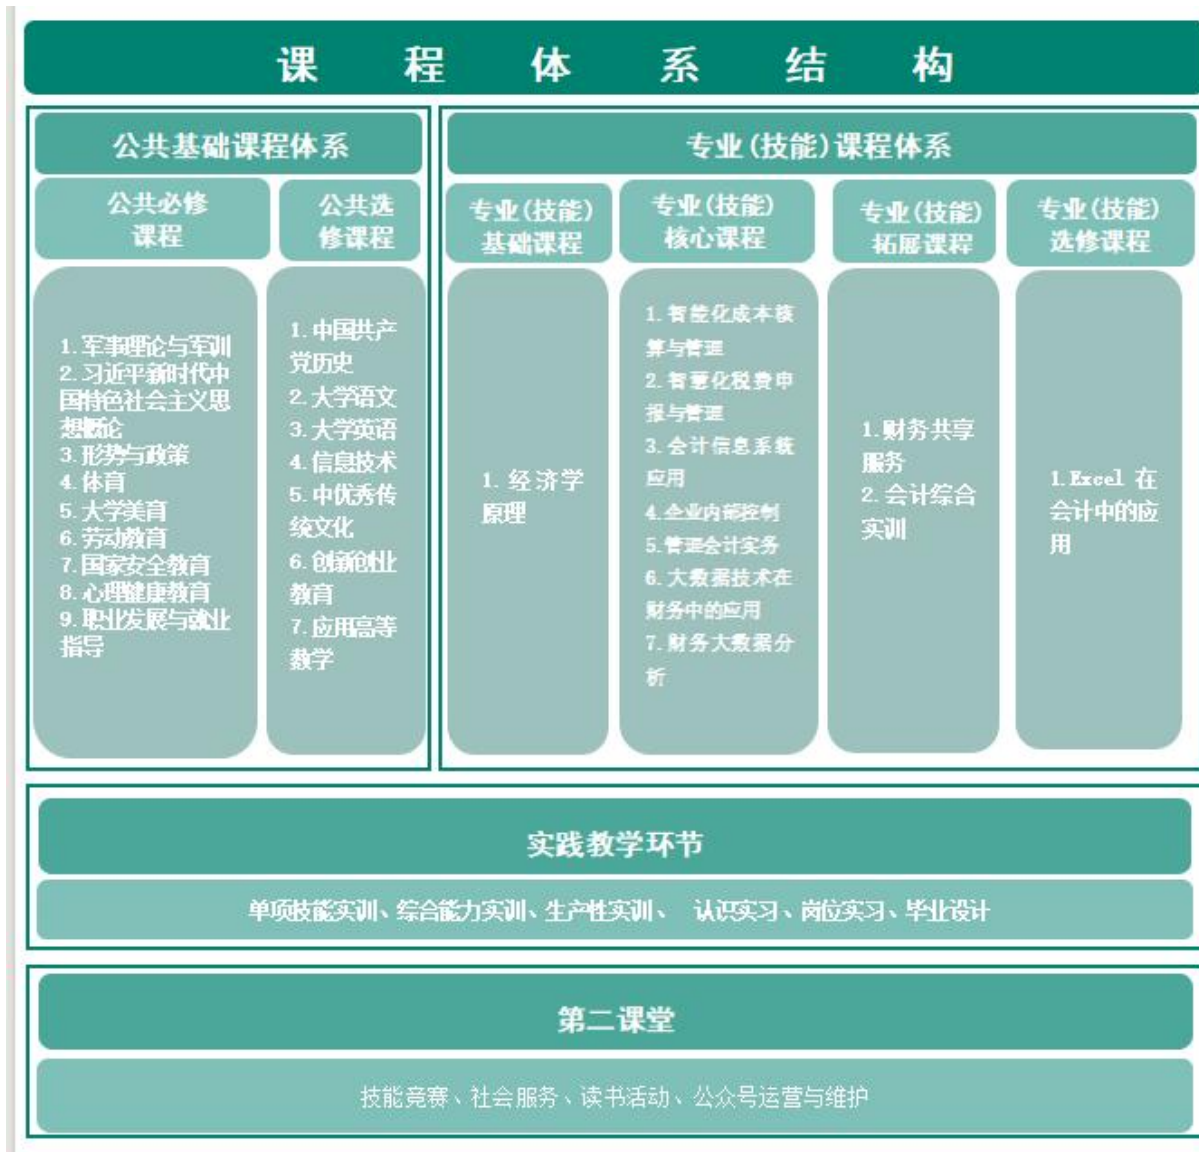 课程体系结构
公共基础课程体系
公共必修
课程
1.军事理论与军训
2.习近平新时代中
国特色社会主义思
想概论
3.形势与政策
4.体育
5.大学美育
6.劳动教育
7.国家安全教育
8.心理健康教育
9.职业发展与就业
指导
公共选
修课程
1.中国共产
党历史
2.大学语文
3.大学英语
4.信息技术
5.中优秀传
统文化
6.创新创业
教育
7.应用高等
数学
专业(技能)课程体系
专业(技能)
基础课程
1.经济学
原理
专业(技能)
核心课程
1.智能化成本核
算与管理
2.智慧化税费申
报与管理
3.会计信息系统
应用
4.企业内部控制
5.管理会计实务
6.大数据技术在
财务中的应用
7.财务大数据分
析
专业(技能)
拓展课程
1.财务共享
服务
2.会计综合
实训
专业(技能)
选修课程
1.Excel 在
会计中的应
用
实践教学环节
单项技能实训、综合能力实训、生产性实训、 认识实习、岗位实习、毕业设计
第二课堂
技能竞赛、社会服务、读书活动、公众号运营与维护